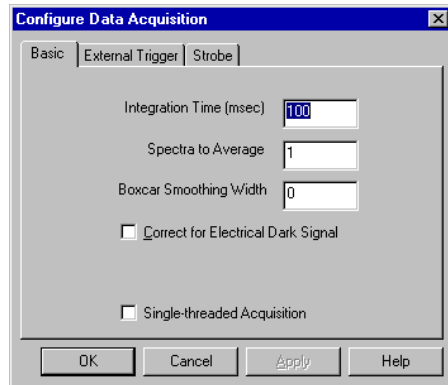 Configure Data Acquisition
Basic External Trigger Strobe
Integration Time (msec) 100
Spectra to Average 1
Boxcar Smoothing Width 0
Correct for Electrical Dark Signal
Single-threaded Acquisition
OK Cancel Apply Help